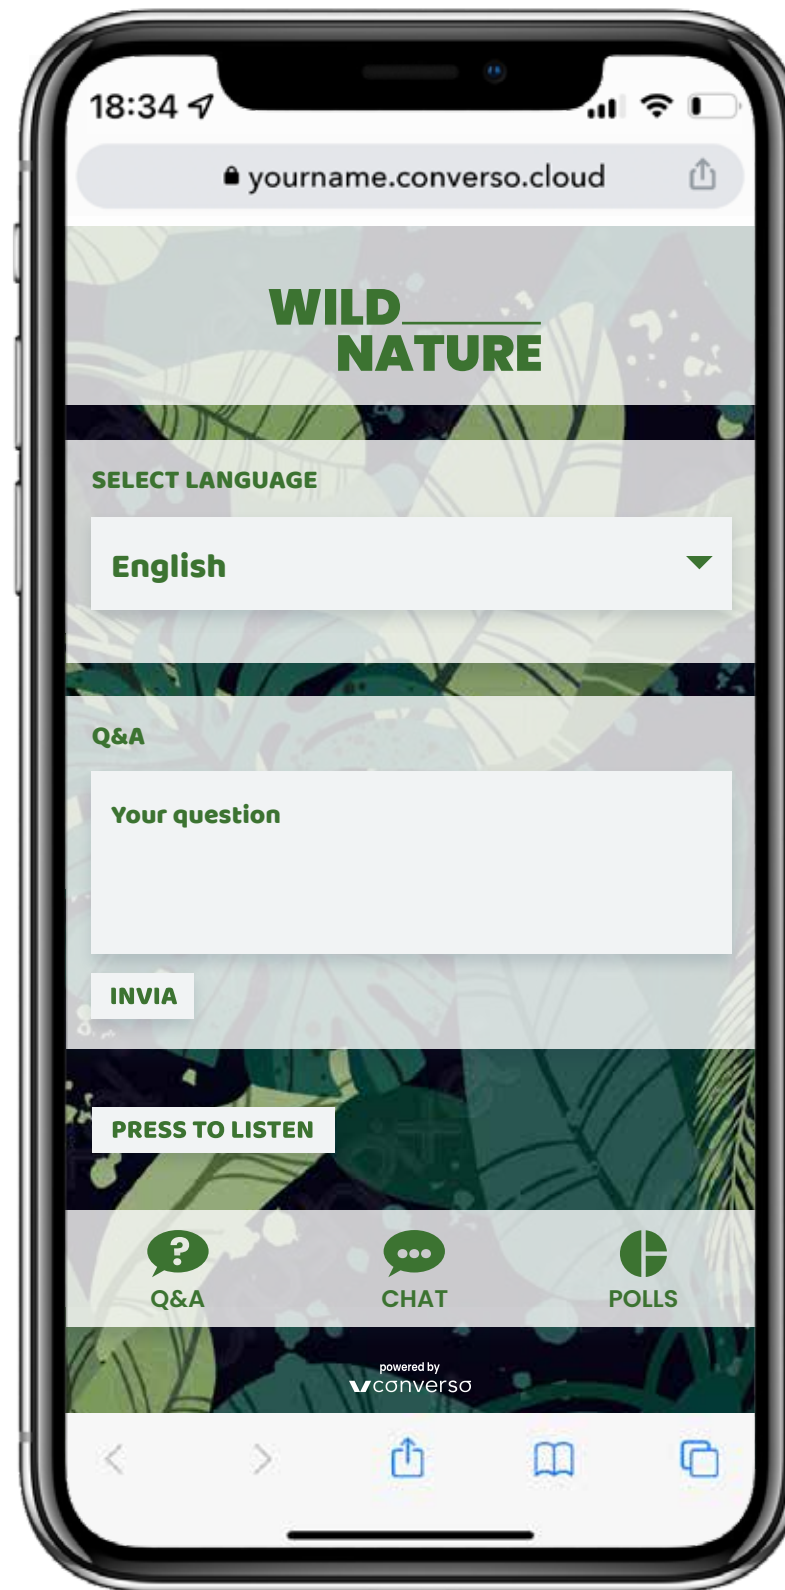 18:34
yourname.converso.cloud
WILD
NATURE
SELECT LANGUAGE
English
Q&A
Your question
INVIA
PRESS TO LISTEN
?
Q&A
CHAT
POLLS
powered by
converso